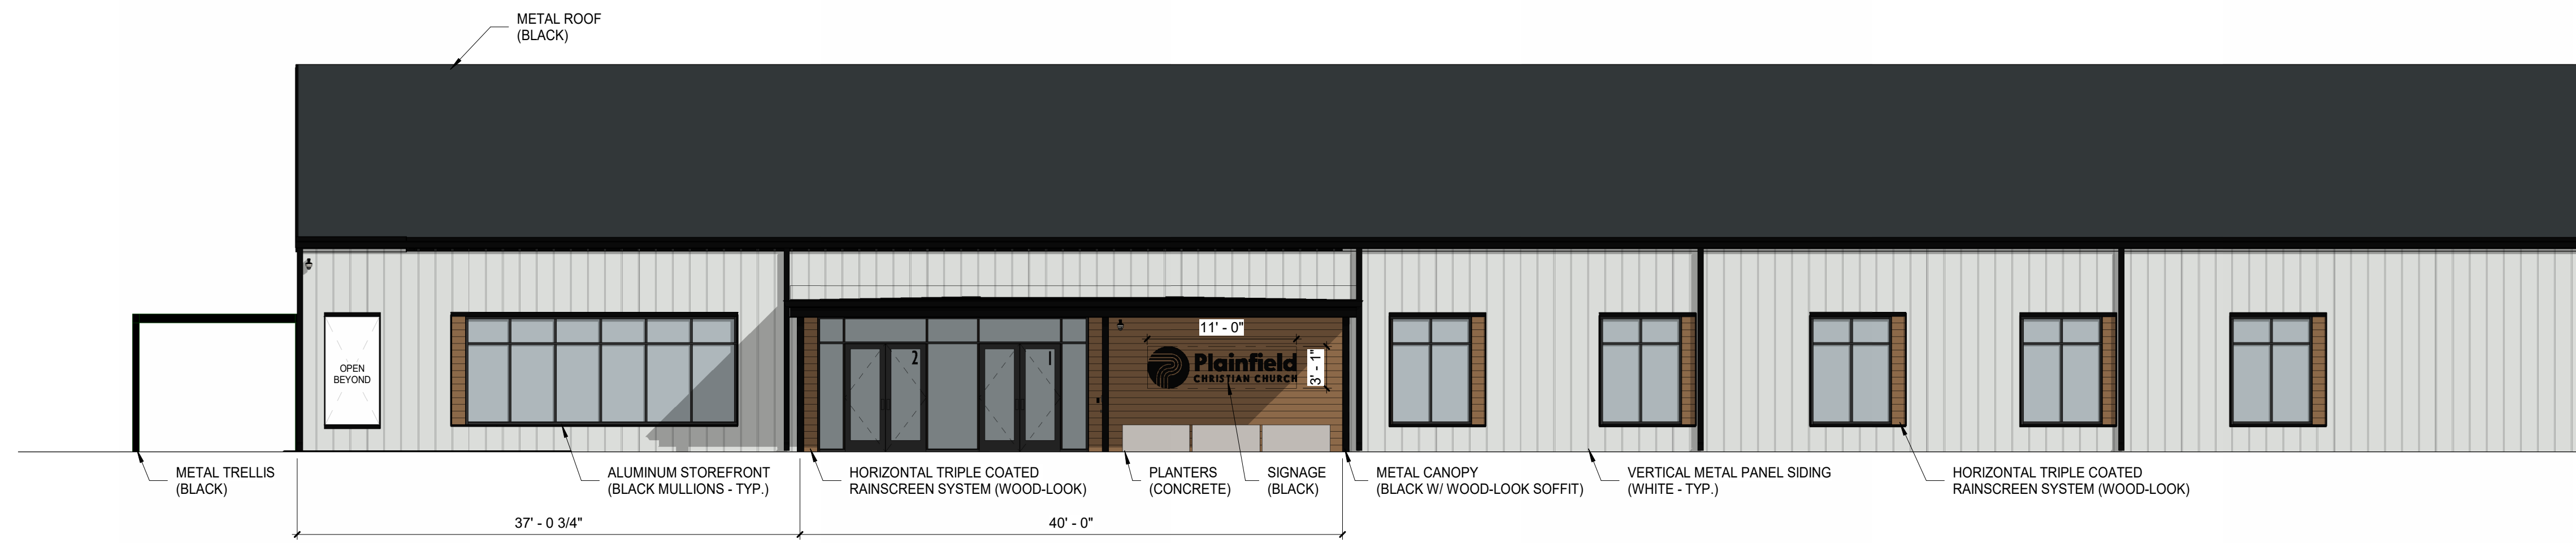 METAL ROOF
(BLACK)
OPEN
BEYOND
2
1
11' - 0"
3' - 1"
Plainfield
CHRISTIAN CHURCH
METAL TRELLIS
(BLACK)
ALUMINUM STOREFRONT
(BLACK MULLIONS - TYP.)
HORIZONTAL TRIPLE COATED
RAINSCREEN SYSTEM (WOOD-LOOK)
PLANTERS
(CONCRETE)
SIGNAGE
(BLACK)
METAL CANOPY
(BLACK W/ WOOD-LOOK SOFFIT)
VERTICAL METAL PANEL SIDING
(WHITE - TYP.)
HORIZONTAL TRIPLE COATED
RAINSCREEN SYSTEM (WOOD-LOOK)
37' - 0 3/4"
40' - 0"